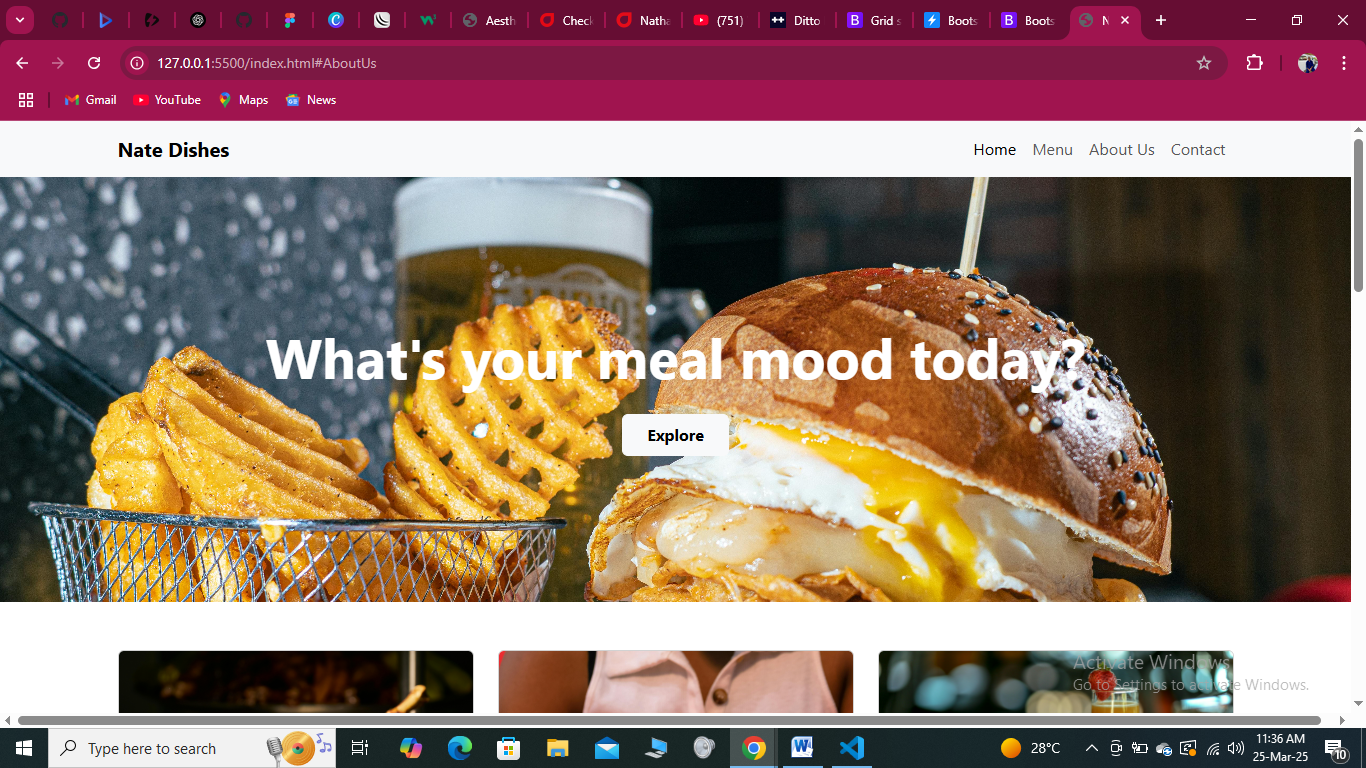 Aesth
Check
Natha
(751)
Ditto
Grid s
Boots
Boots
N
127.0.0.1:5500/index.html#AboutUs
Gmail
YouTube
Maps
News
Nate Dishes
Home
Menu
About Us
Contact
What's your meal mood today?
Explore
Activate Windows
Go to Settings to activate Windows.
Type here to search
28°C
11:36 AM
25-Mar-25
10